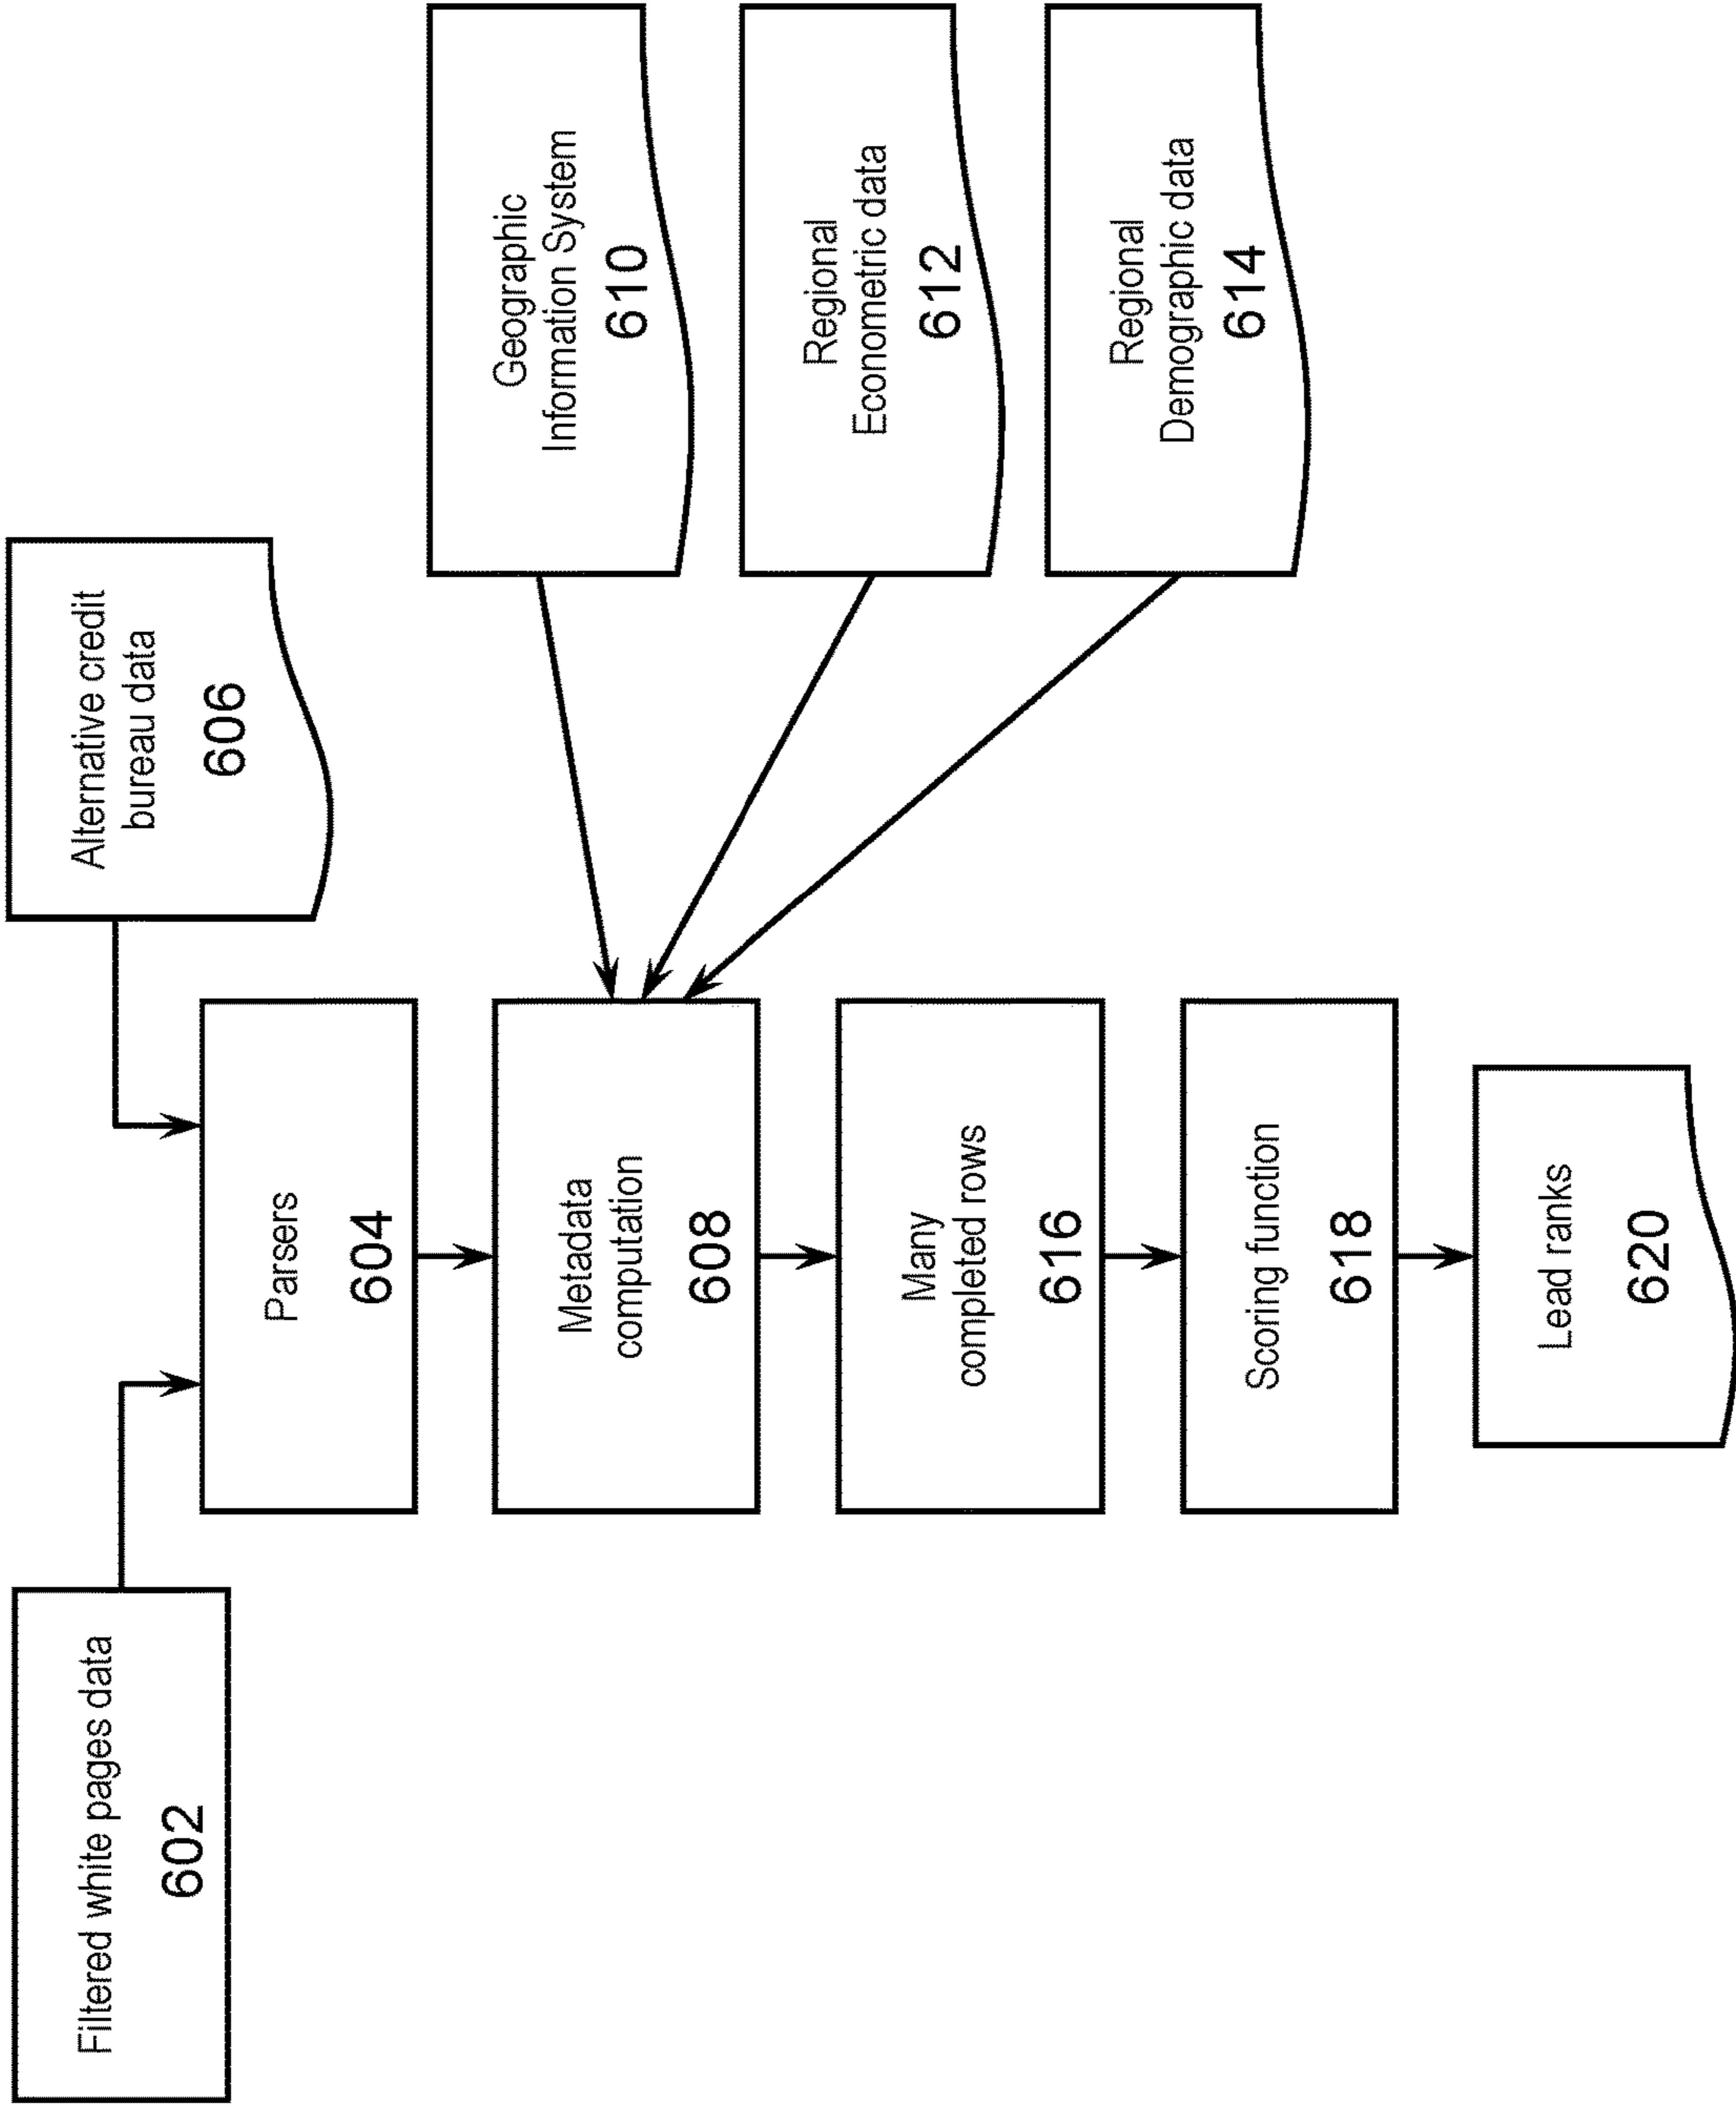 Filtered white pages data
602
Alternative credit
bureau data
606
Parsers
604
Metadata
computation
608
Geographic
Information System
610
Regional
Econometric data
612
Regional
Demographic data
614
Many
completed rows
616
Scoring function
618
Lead ranks
620